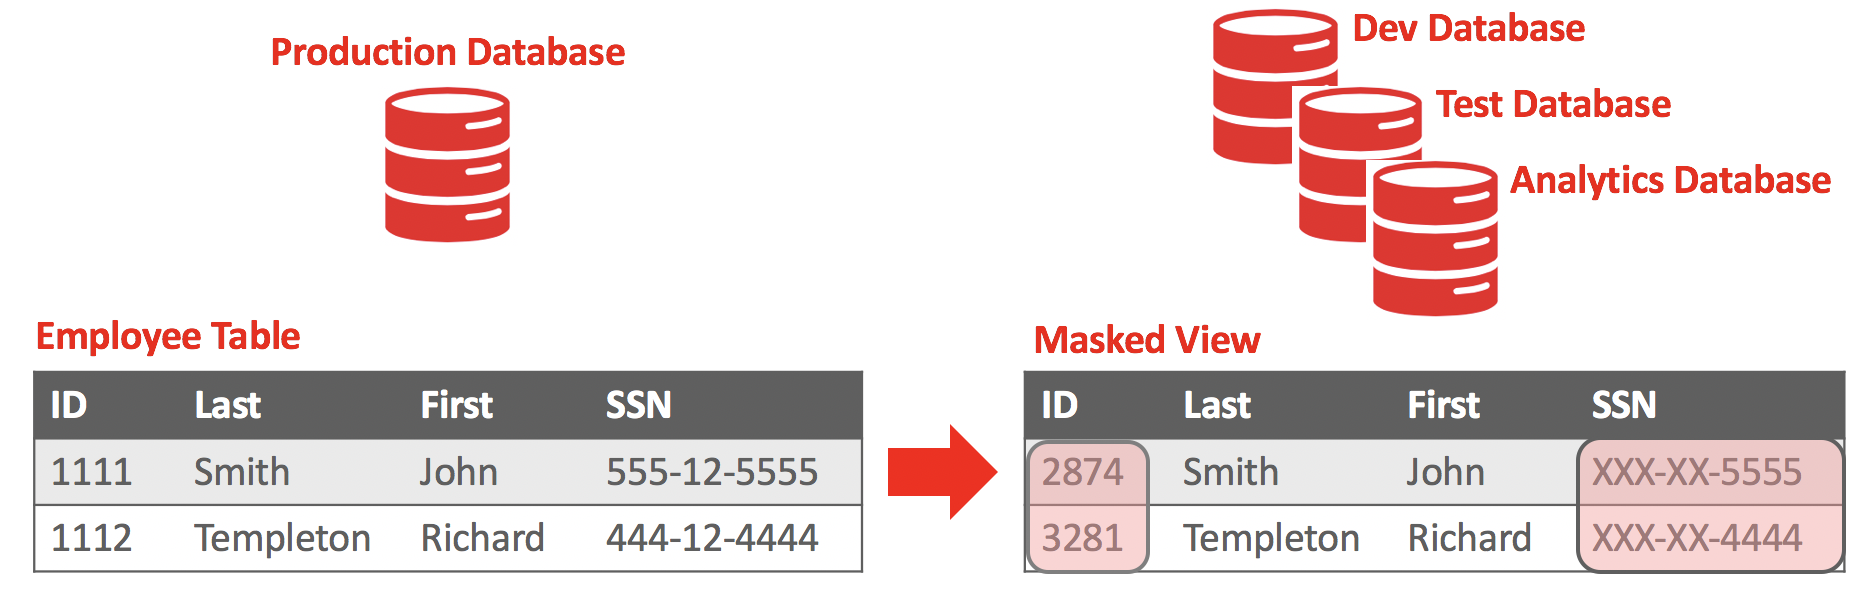 Production Database
Dev Database
Test Database
Analytics Database
Employee Table
ID Last First SSN
1111 Smith John 555-12-5555
1112 Templeton Richard 444-12-4444
Masked View
ID Last First SSN
2874 Smith John XXX-XX-5555
3281 Templeton Richard XXX-XX-4444